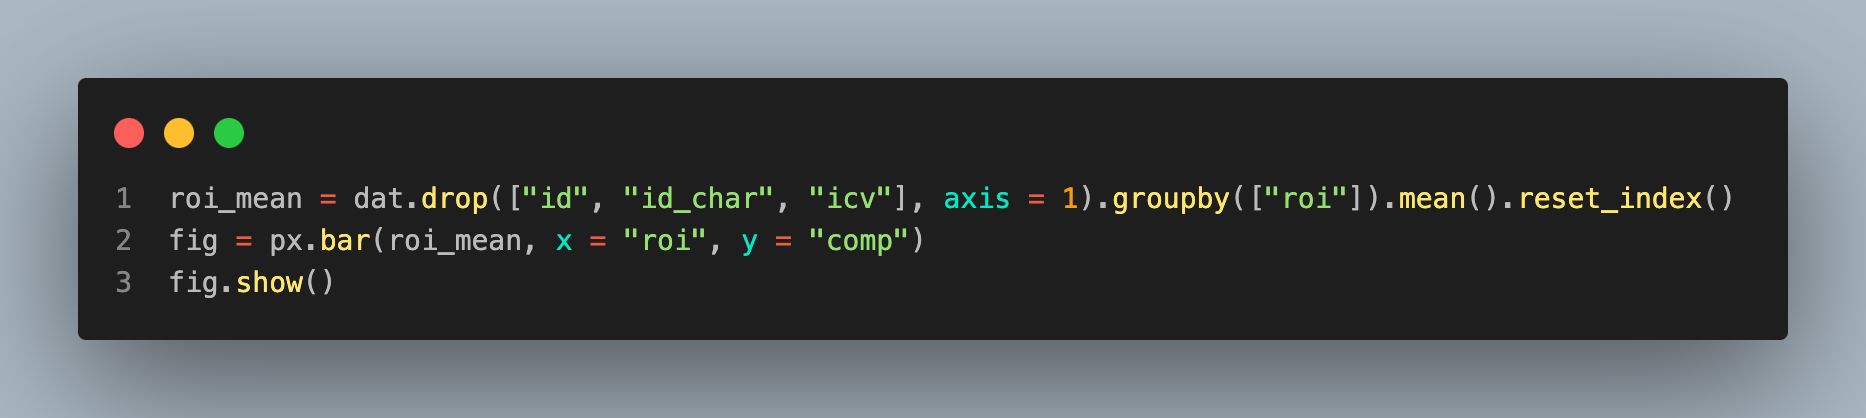 1 roi_mean = dat.drop(["id", "id_char", "icv"], axis = 1).groupby(["roi"]).mean().reset_index()
2 fig = px.bar(roi_mean, x = "roi", y = "comp")
3 fig.show()